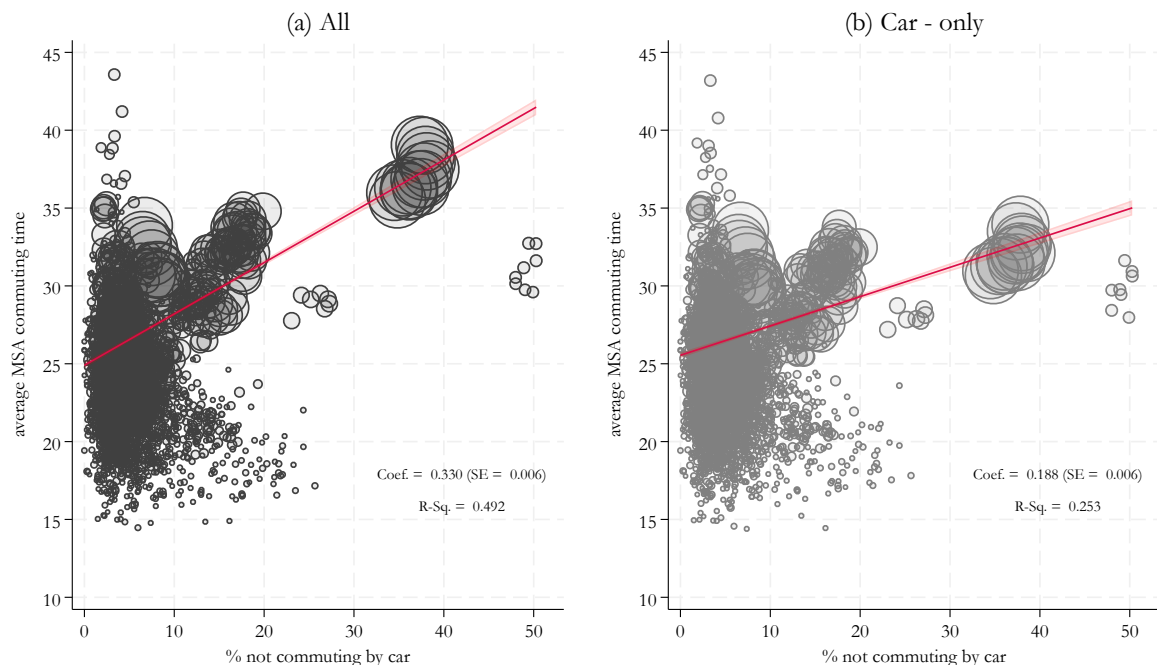 (a) All
45
40
35
30
25
20
15
10
average MSA commuting time
Coef. = 0.330 (SE = 0.006)
R-Sq. = 0.492
0 10 20 30 40 50
% not commuting by car
(b) Car - only
45
40
35
30
25
20
15
10
average MSA commuting time
Coef. = 0.188 (SE = 0.006)
R-Sq. = 0.253
0 10 20 30 40 50
% not commuting by car